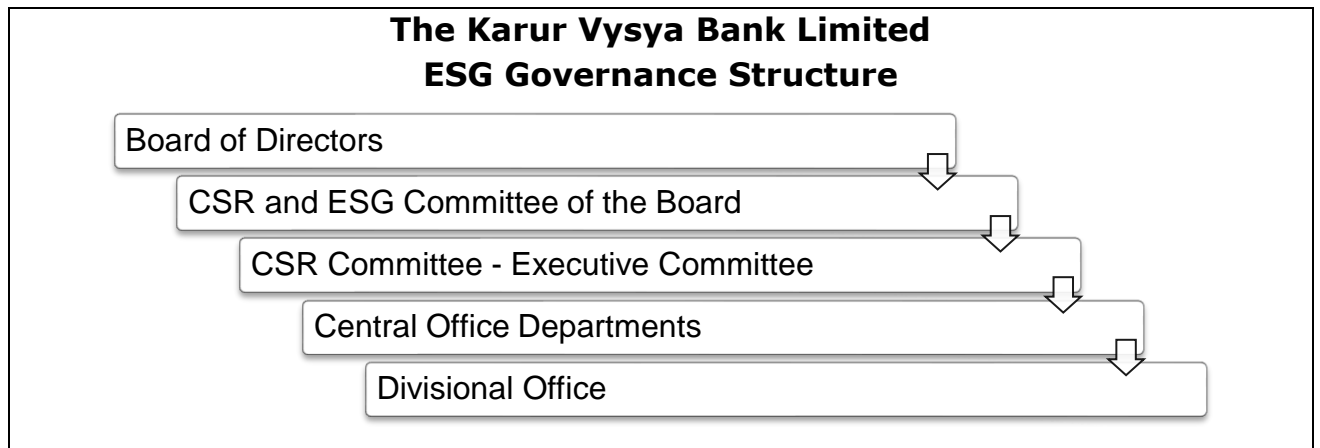 The Karur Vysya Bank Limited
ESG Governance Structure
Board of Directors
CSR and ESG Committee of the Board
CSR Committee - Executive Committee
Central Office Departments
Divisional Office